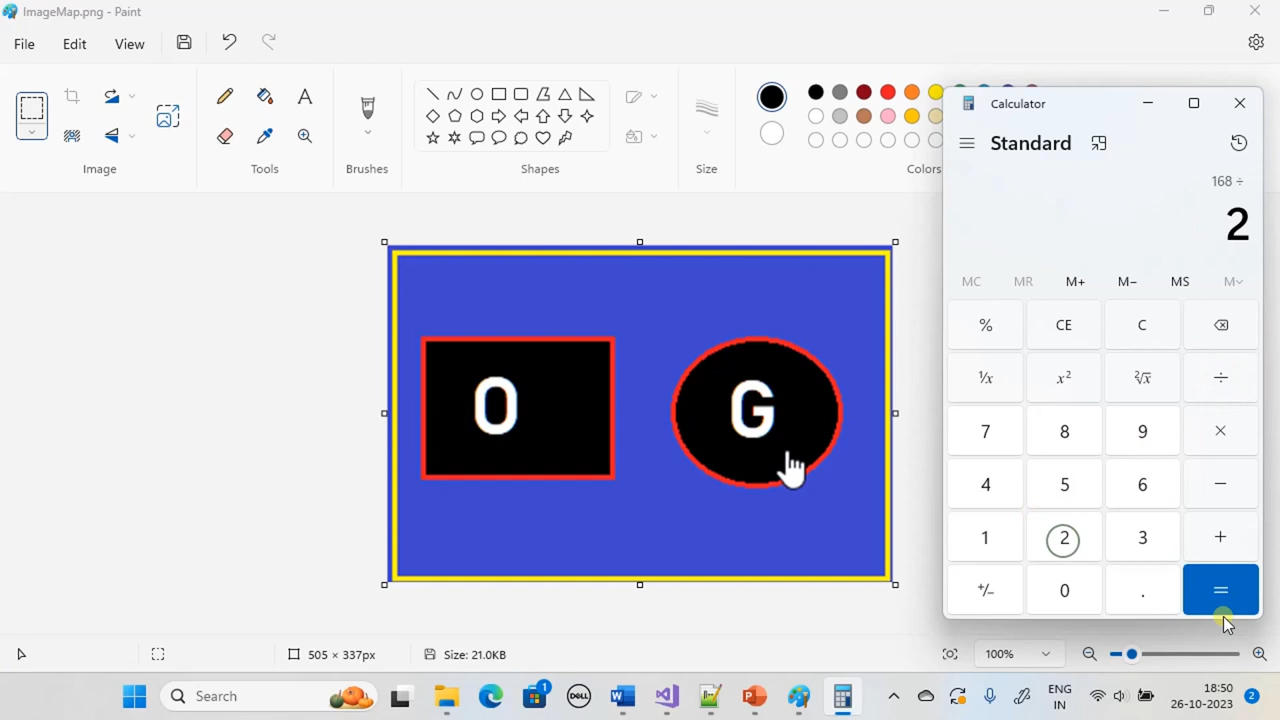 ImageMap.png - Paint
File Edit View
Image Tools Brushes Shapes Size Colors
O G
Calculator
Standard
168 ÷
2
MC MR M+ M− MS M
% CE C
¹/x x² ²√x ÷
7 8 9 ×
4 5 6 −
1 2 3 +
+/− 0 . =
505 × 337px Size: 21.0KB 100%
Search 1 DELL W P ENG 18:50
IN 26-10-2023 2